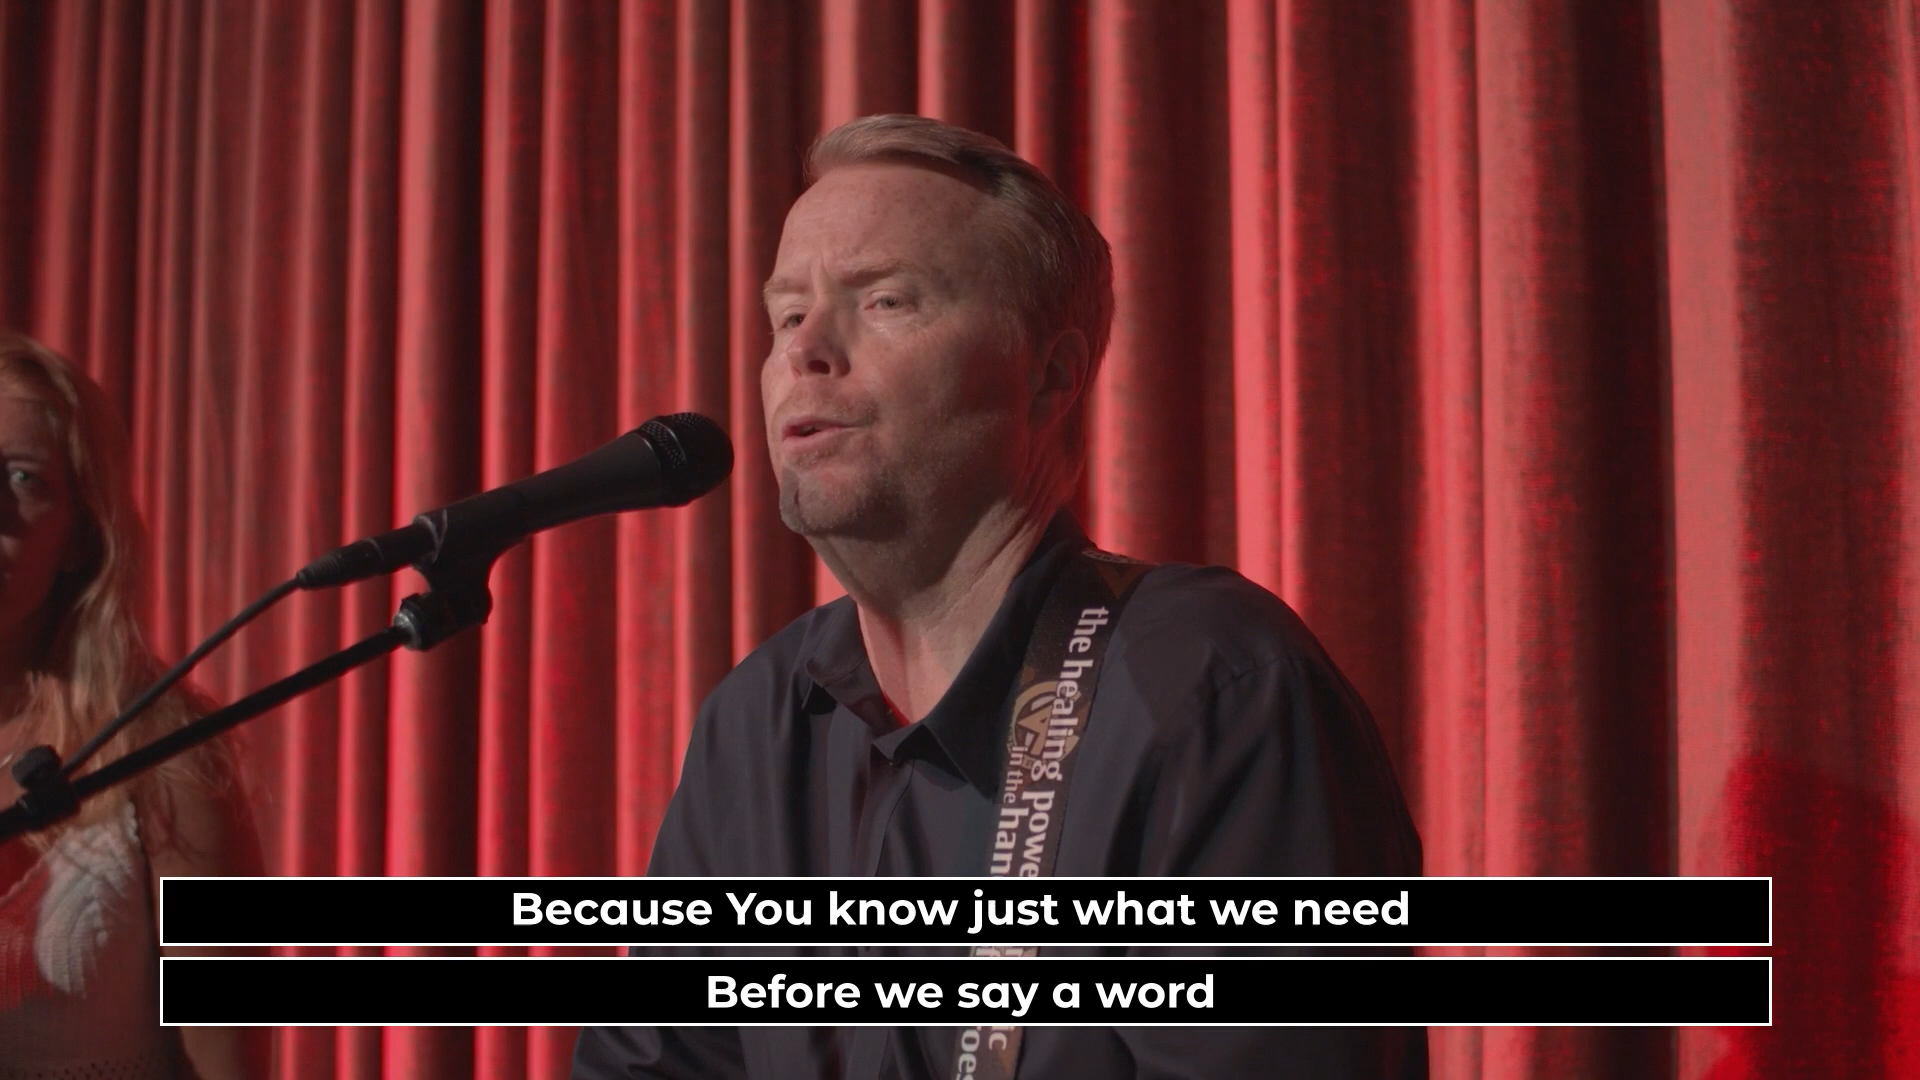 the healing powe
in the han
Because You know just what we need
Before we say a word